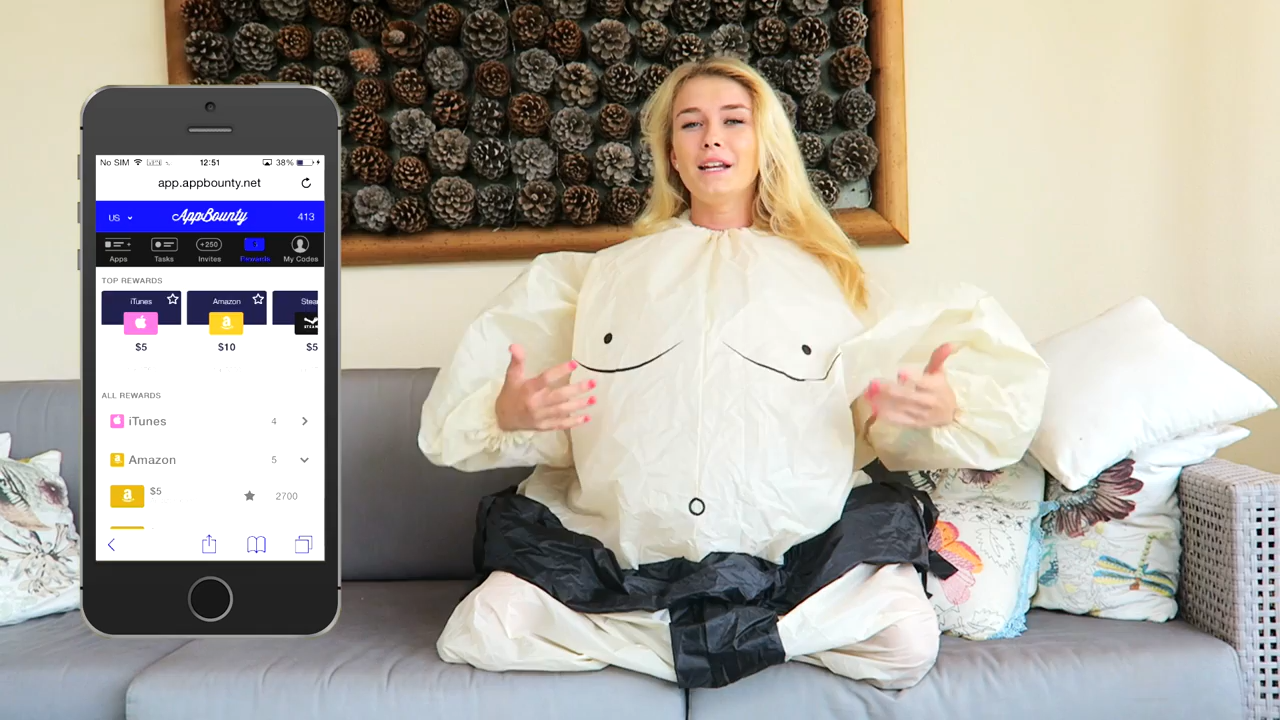 No SIM 12:51 38%
app.appbounty.net
US AppBounty 413
+250
Apps Tasks Invites Rewards My Codes
TOP REWARDS
iTunes Amazon
$5 $10 $5
ALL REWARDS
iTunes 4
Amazon 5
$5 2700